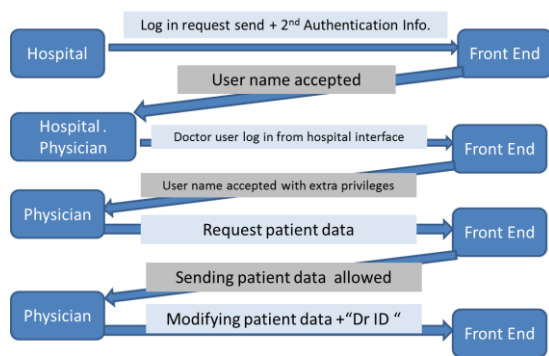 Log in request send + 2nd Authentication Info.
Hospital
Front End
User name accepted
Hospital .
Physician
Doctor user log in from hospital interface
Front End
User name accepted with extra privileges
Physician
Request patient data
Front End
Sending patient data allowed
Physician
Modifying patient data +“Dr ID “
Front End